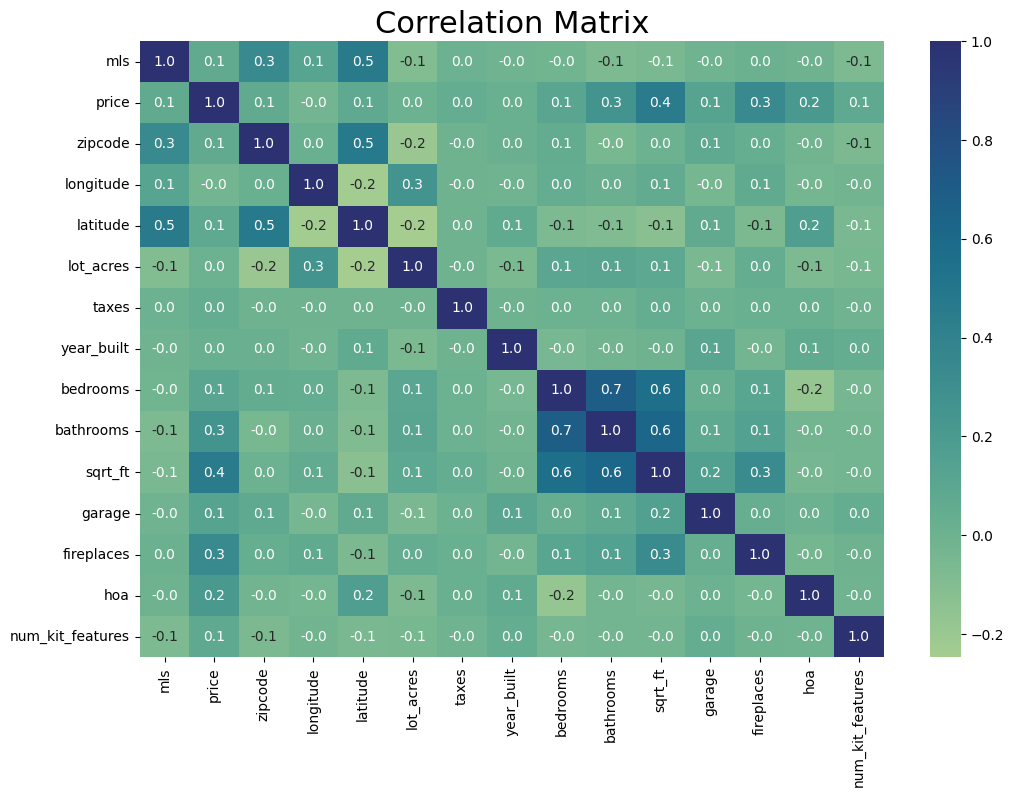 Correlation Matrix
mls 1.0 0.1 0.3 0.1 0.5 -0.1 0.0 -0.0 -0.0 -0.1 -0.1 -0.0 0.0 -0.0 -0.1
price 0.1 1.0 0.1 -0.0 0.1 0.0 0.0 0.0 0.1 0.3 0.4 0.1 0.3 0.2 0.1
zipcode 0.3 0.1 1.0 0.0 0.5 -0.2 -0.0 0.0 0.1 -0.0 0.0 0.1 0.0 -0.0 -0.1
longitude 0.1 -0.0 0.0 1.0 -0.2 0.3 -0.0 -0.0 0.0 0.0 0.1 -0.0 0.1 -0.0 -0.0
latitude 0.5 0.1 0.5 -0.2 1.0 -0.2 0.0 0.1 -0.1 -0.1 -0.1 0.1 -0.1 0.2 -0.1
lot_acres -0.1 0.0 -0.2 0.3 -0.2 1.0 -0.0 -0.1 0.1 0.1 0.1 -0.1 0.0 -0.1 -0.1
taxes 0.0 0.0 -0.0 -0.0 0.0 -0.0 1.0 -0.0 0.0 0.0 0.0 -0.0 0.0 -0.0 -0.0
year_built -0.0 0.0 0.0 -0.0 0.1 -0.1 -0.0 1.0 -0.0 -0.0 -0.0 0.1 -0.0 0.1 0.0
bedrooms -0.0 0.1 0.1 0.0 -0.1 0.1 0.0 -0.0 1.0 0.7 0.6 0.0 0.1 -0.2 -0.0
bathrooms -0.1 0.3 -0.0 0.0 -0.1 0.1 0.0 -0.0 0.7 1.0 0.6 0.1 0.1 -0.0 -0.0
sqrt_ft -0.1 0.4 0.0 0.1 -0.1 0.1 0.0 -0.0 0.6 0.6 1.0 0.2 0.3 -0.0 -0.0
garage -0.0 0.1 0.1 -0.0 0.1 -0.1 -0.0 0.1 0.0 0.1 0.2 1.0 0.0 0.0 0.0
fireplaces 0.0 0.3 0.0 0.1 -0.1 0.0 0.0 -0.0 0.1 0.1 0.3 0.0 1.0 -0.0 -0.0
hoa -0.0 0.2 -0.0 -0.0 0.2 -0.1 -0.0 0.1 -0.2 -0.0 -0.0 0.0 -0.0 1.0 -0.0
num_kit_features -0.1 0.1 -0.1 -0.0 -0.1 -0.1 -0.0 0.0 -0.0 -0.0 -0.0 0.0 -0.0 -0.0 1.0
mls price zipcode longitude latitude lot_acres taxes year_built bedrooms bathrooms sqrt_ft garage fireplaces hoa num_kit_features
1.0
0.8
0.6
0.4
0.2
0.0
−0.2